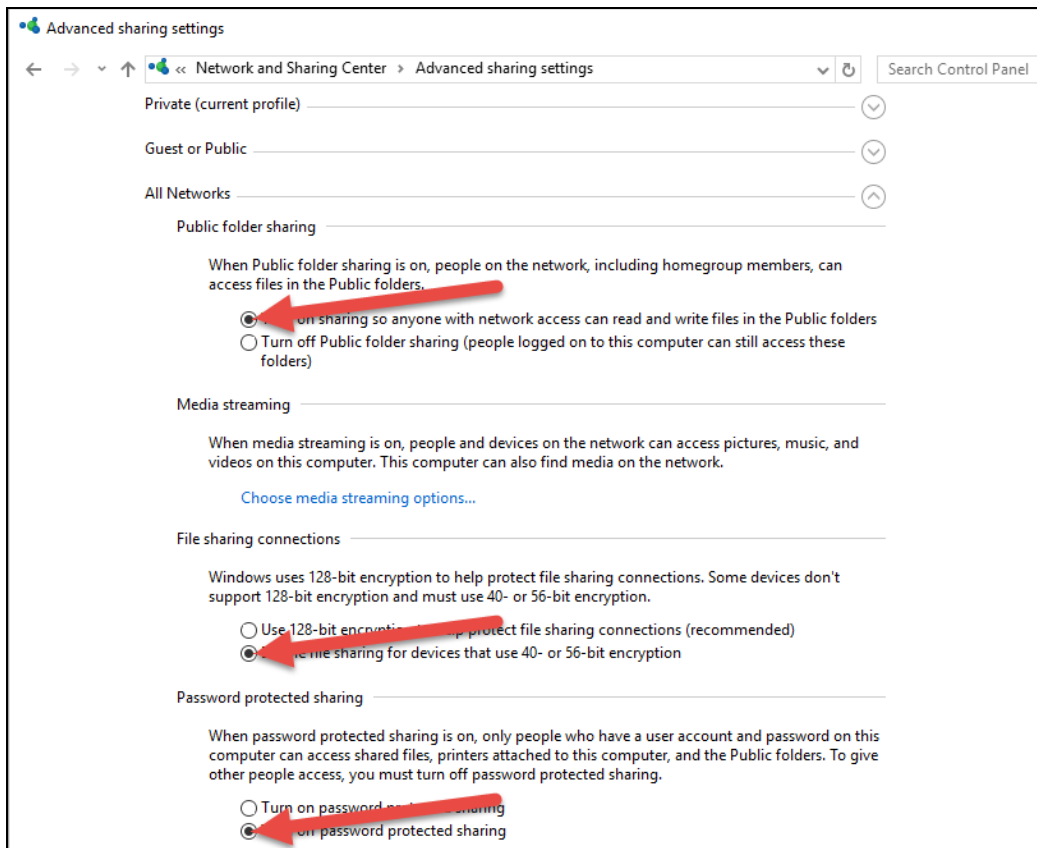 Advanced sharing settings
« Network and Sharing Center > Advanced sharing settings
Search Control Panel
Private (current profile)
Guest or Public
All Networks
Public folder sharing
When Public folder sharing is on, people on the network, including homegroup members, can
access files in the Public folders.
on sharing so anyone with network access can read and write files in the Public folders
Turn off Public folder sharing (people logged on to this computer can still access these
folders)
Media streaming
When media streaming is on, people and devices on the network can access pictures, music, and
videos on this computer. This computer can also find media on the network.
Choose media streaming options...
File sharing connections
Windows uses 128-bit encryption to help protect file sharing connections. Some devices don't
support 128-bit encryption and must use 40- or 56-bit encryption.
Use 128-bit protect file sharing connections (recommended)
file sharing for devices that use 40- or 56-bit encryption
Password protected sharing
When password protected sharing is on, only people who have a user account and password on this
computer can access shared files, printers attached to this computer, and the Public folders. To give
other people access, you must turn off password protected sharing.
Turn on password sharing
off password protected sharing